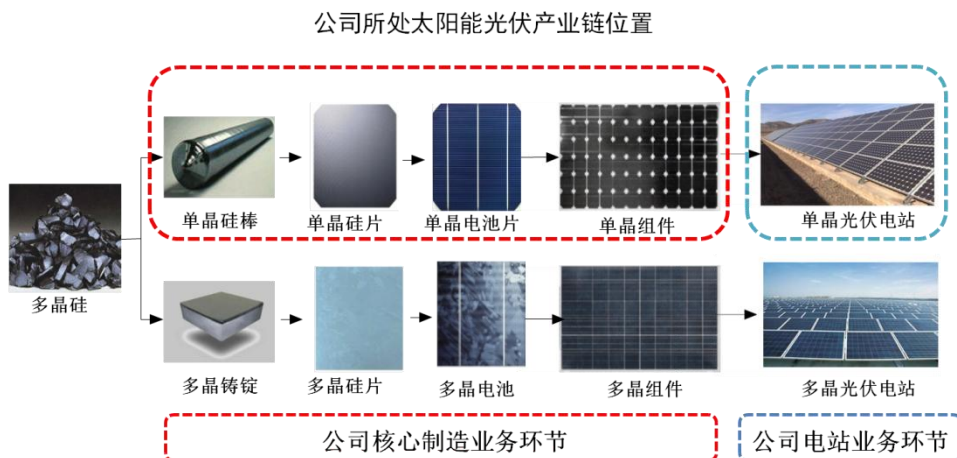 公司所处太阳能光伏产业链位置
单晶硅棒
单晶硅片
单晶电池片
单晶组件
单晶光伏电站
多晶硅
多晶铸锭
多晶硅片
多晶电池
多晶组件
多晶光伏电站
公司核心制造业务环节
公司电站业务环节